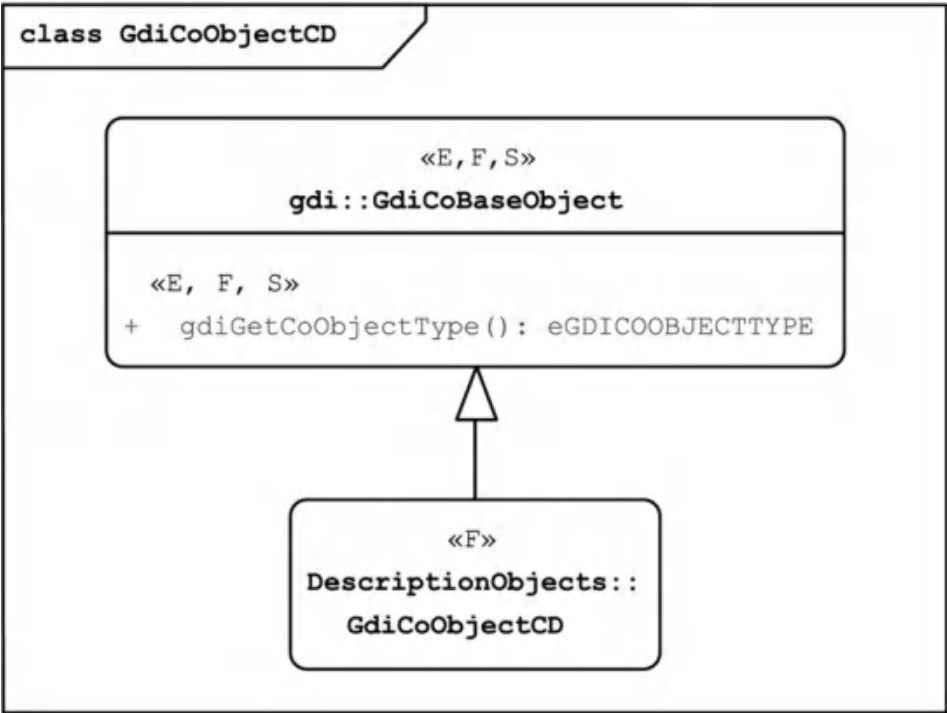 class GdiCoObjectCD
«E,F,S»
gdi::GdiCoBaseObject
«E, F, S»
+ gdiGetCoObjectType(): eGDICOOBJECTTYPE
«F»
DescriptionObjects::
GdiCoObjectCD